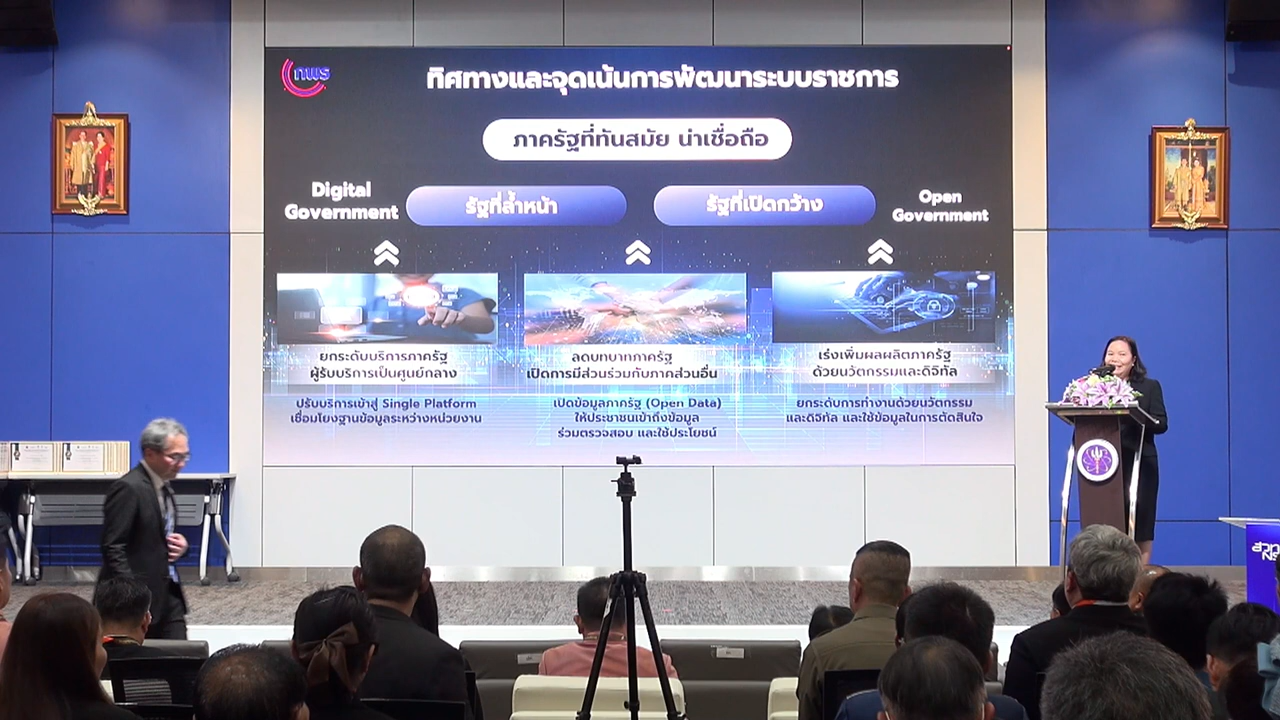 กพร
ทิศทางและจุดเน้นการพัฒนาระบบราชการ
ภาครัฐที่ทันสมัย น่าเชื่อถือ
Digital
Government
รัฐที่ล้ำหน้า
รัฐที่เปิดกว้าง
Open
Government
ยกระดับบริการภาครัฐ
ผู้รับบริการเป็นศูนย์กลาง
ปรับบริการเข้าสู่ Single Platform
เชื่อมโยงฐานข้อมูลระหว่างหน่วยงาน
ลดบทบาทภาครัฐ
เปิดการมีส่วนร่วมกับภาคส่วนอื่น
เปิดข้อมูลภาครัฐ (Open Data)
ให้ประชาชนเข้าถึงข้อมูล
ร่วมตรวจสอบ และใช้ประโยชน์
เร่งเพิ่มผลผลิตภาครัฐ
ด้วยนวัตกรรมและดิจิทัล
ยกระดับการทำงานด้วยนวัตกรรม
และดิจิทัล และใช้ข้อมูลในการตัดสินใจ